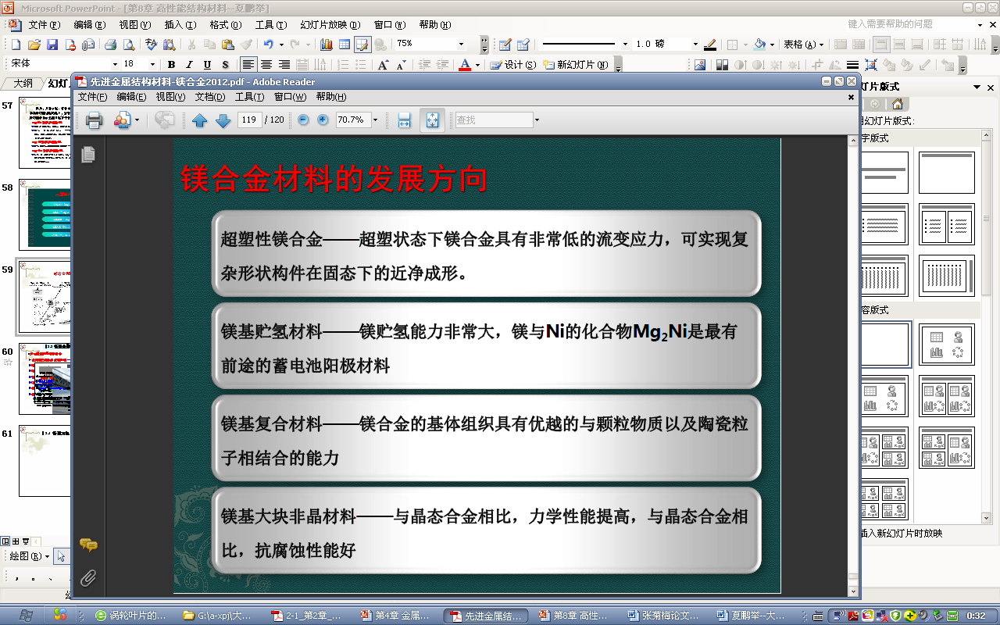 Microsoft PowerPoint - [第8章 高性能结构材料--夏鹏举]
文件(F) 编辑(E) 视图(V) 插入(I) 格式(O) 工具(T) 幻灯片放映(D) 窗口(W) 帮助(H) 键入需要帮助的问题
75% 1.0 磅 表格(A)
宋体 18 B I U S A A A 设计(S) 新幻灯片(N)
大纲 幻灯
57
58
59
60
61
绘图(R)
先进金属结构材料-镁合金2012.pdf - Adobe Reader
文件(F) 编辑(E) 视图(V) 文档(D) 工具(T) 窗口(W) 帮助(H)
119 / 120 70.7% 查找
镁合金材料的发展方向
超塑性镁合金——超塑状态下镁合金具有非常低的流变应力，可实现复
杂形状构件在固态下的近净成形。
镁基贮氢材料——镁贮氢能力非常大，镁与Ni的化合物Mg₂Ni是最有
前途的蓄电池阳极材料
镁基复合材料——镁合金的基体组织具有优越的与颗粒物质以及陶瓷粒
子相结合的能力
镁基大块非晶材料——与晶态合金相比，力学性能提高，与晶态合金相
比，抗腐蚀性能好
灯片版式
幻灯片版式:
字版式
容版式
插入新幻灯片时放映
涡轮叶片的... G:\a-xpj\大... 2-1_第2章_... 第4章 金属... 先进金属结... 第8章 高性... 张菊梅论文... 夏鹏举--大... 0:32